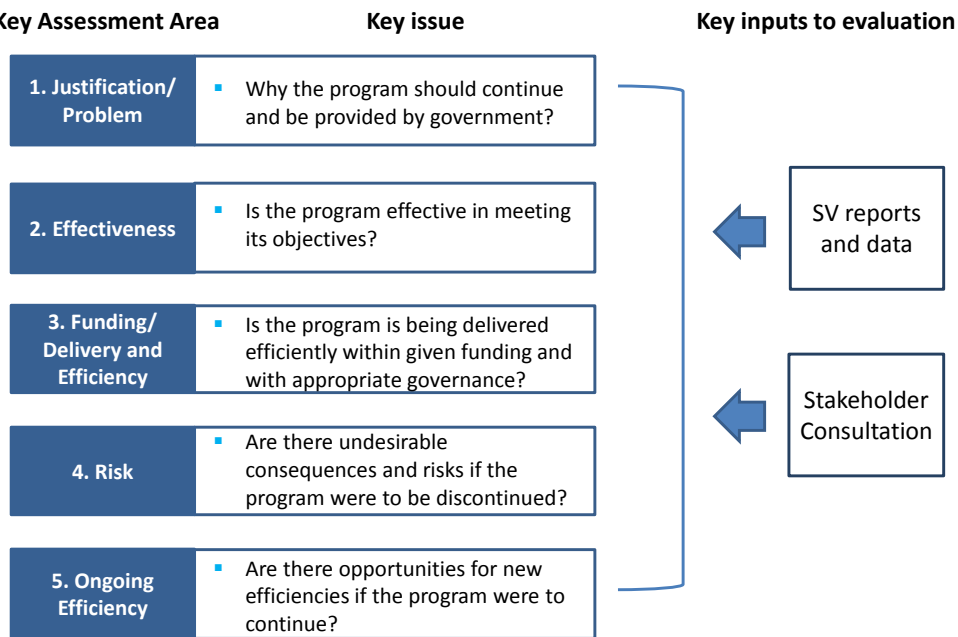 Key Assessment Area
Key issue
Key inputs to evaluation
1. Justification/
Problem
▪ Why the program should continue
and be provided by government?
2. Effectiveness
▪ Is the program effective in meeting
its objectives?
3. Funding/
Delivery and
Efficiency
▪ Is the program is being delivered
efficiently within given funding and
with appropriate governance?
4. Risk
▪ Are there undesirable
consequences and risks if the
program were to be discontinued?
5. Ongoing
Efficiency
▪ Are there opportunities for new
efficiencies if the program were to
continue?
SV reports
and data
Stakeholder
Consultation